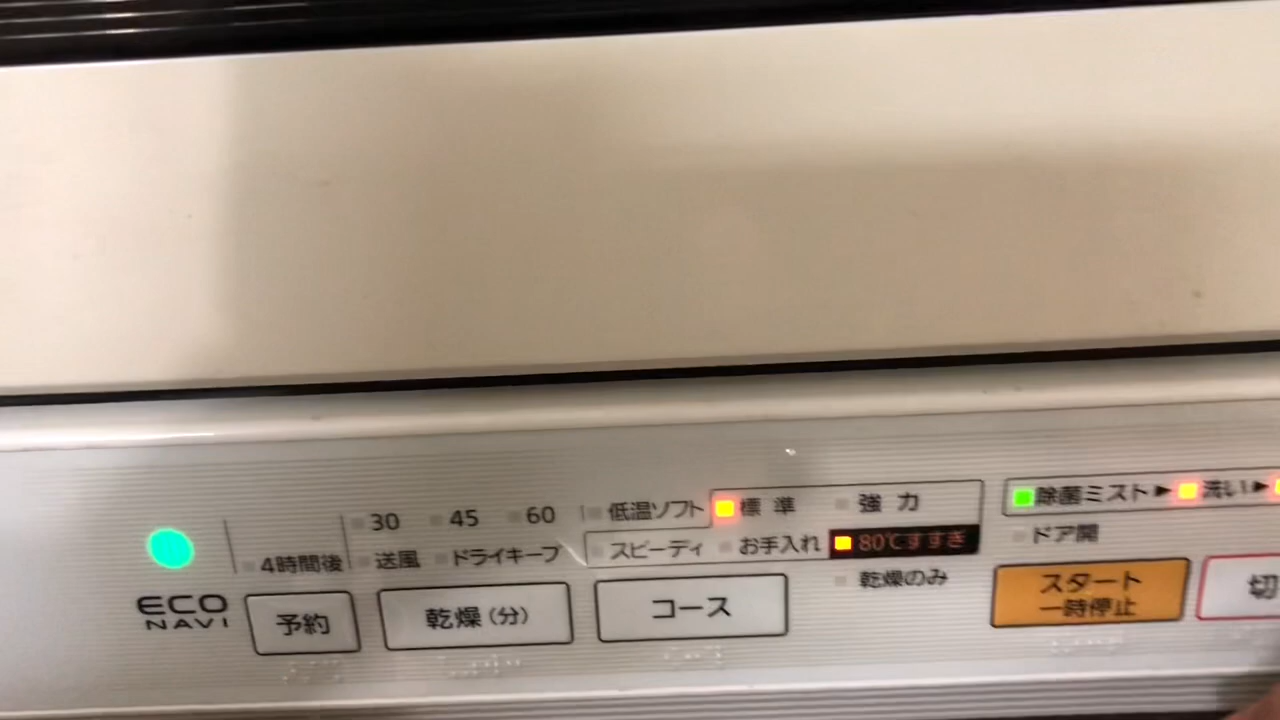 ECO
NAVI
4時間後
予約
30 45 60
送風 ドライキープ
乾燥(分)
低温ソフト 標準 強力
スピーディ お手入れ 80℃すすぎ
乾燥のみ
コース
除菌ミスト▶ 洗い▶
ドア開
スタート
一時停止
切